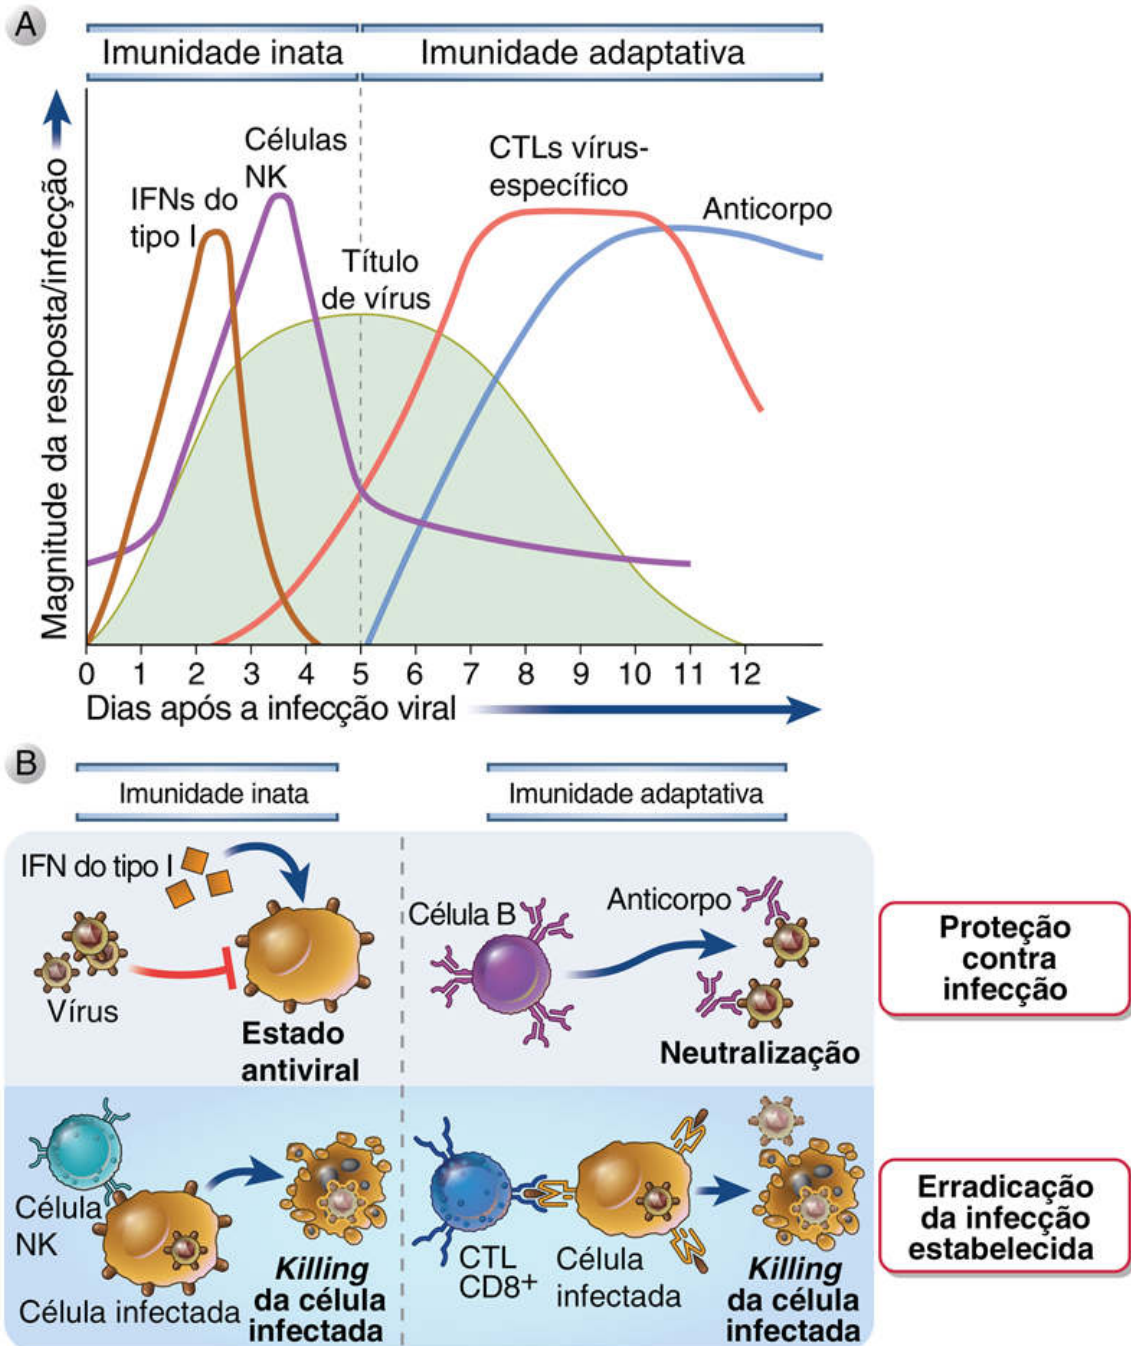 A
Imunidade inata
Imunidade adaptativa
Magnitude da resposta/infecção
IFNs do
tipo I
Células
NK
Título
de vírus
CTLs vírus-
específico
Anticorpo
0 1 2 3 4 5 6 7 8 9 10 11 12
Dias após a infecção viral
B
Imunidade inata
Imunidade adaptativa
IFN do tipo I
Vírus
Estado
antiviral
Célula B
Anticorpo
Neutralização
Proteção
contra
infecção
Célula
NK
Célula infectada
Killing
da célula
infectada
CTL
CD8+
Célula
infectada
Killing
da célula
infectada
Erradicação
da infecção
estabelecida